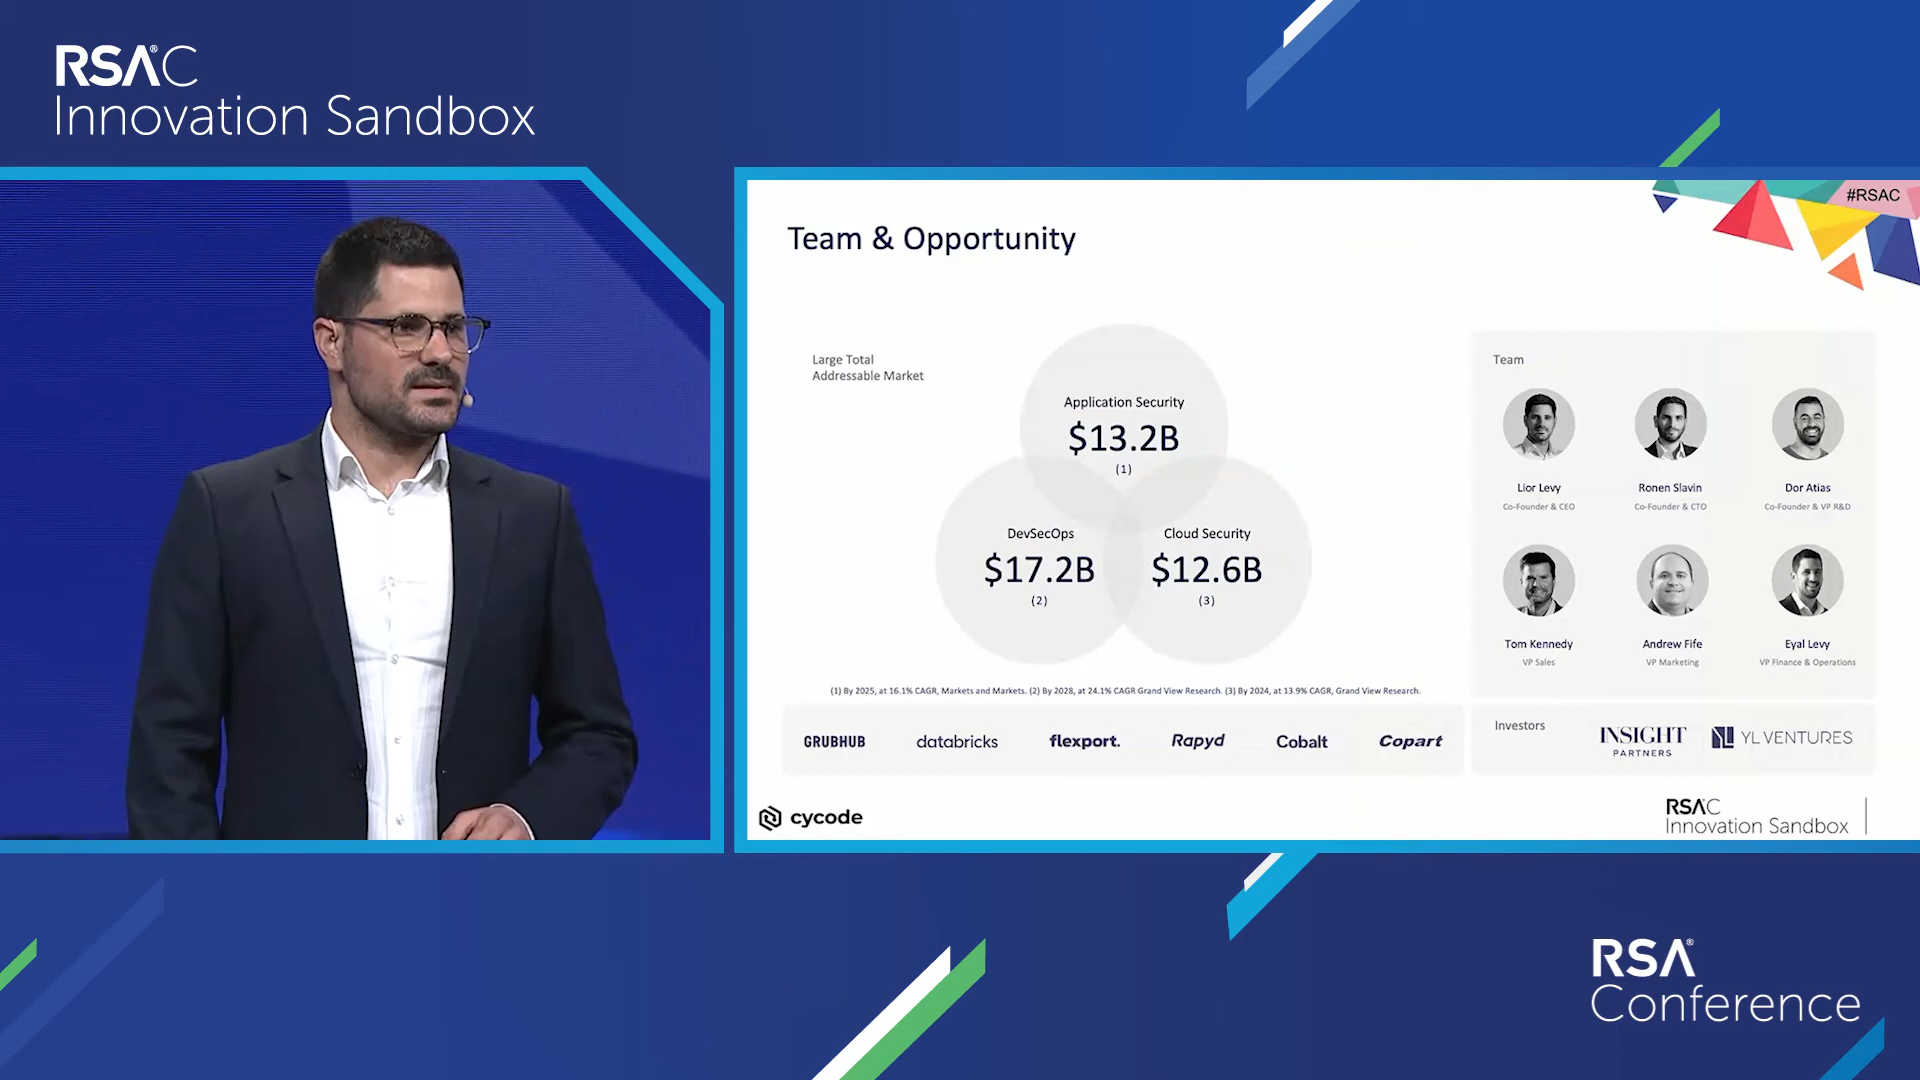 RSA®C
Innovation Sandbox
#RSAC
Team & Opportunity
Large Total
Addressable Market
Application Security
$13.2B
(1)
DevSecOps
$17.2B
(2)
Cloud Security
$12.6B
(3)
(1) By 2025, at 16.1% CAGR, Markets and Markets. (2) By 2028, at 24.1% CAGR Grand View Research. (3) By 2024, at 13.9% CAGR, Grand View Research.
GRUBHUB databricks flexport. Rapyd Cobalt Copart
Team
Lior Levy Ronen Slavin Dor Atias
Co-Founder & CEO Co-Founder & CTO Co-Founder & VP R&D
Tom Kennedy Andrew Fife Eyal Levy
VP Sales VP Marketing VP Finance & Operations
Investors
INSIGHT
PARTNERS
YL VENTURES
cycode
RSA®C
Innovation Sandbox
RSA®
Conference